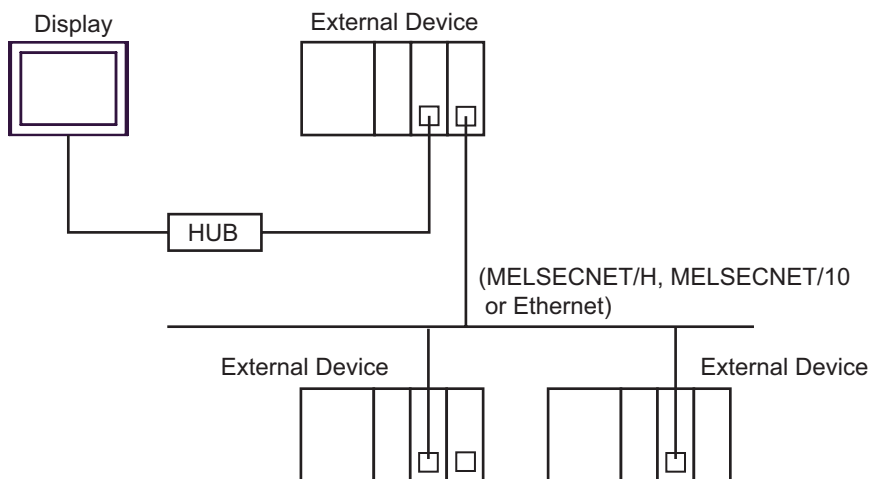 Display
External Device
HUB
(MELSECNET/H, MELSECNET/10
or Ethernet)
External Device
External Device